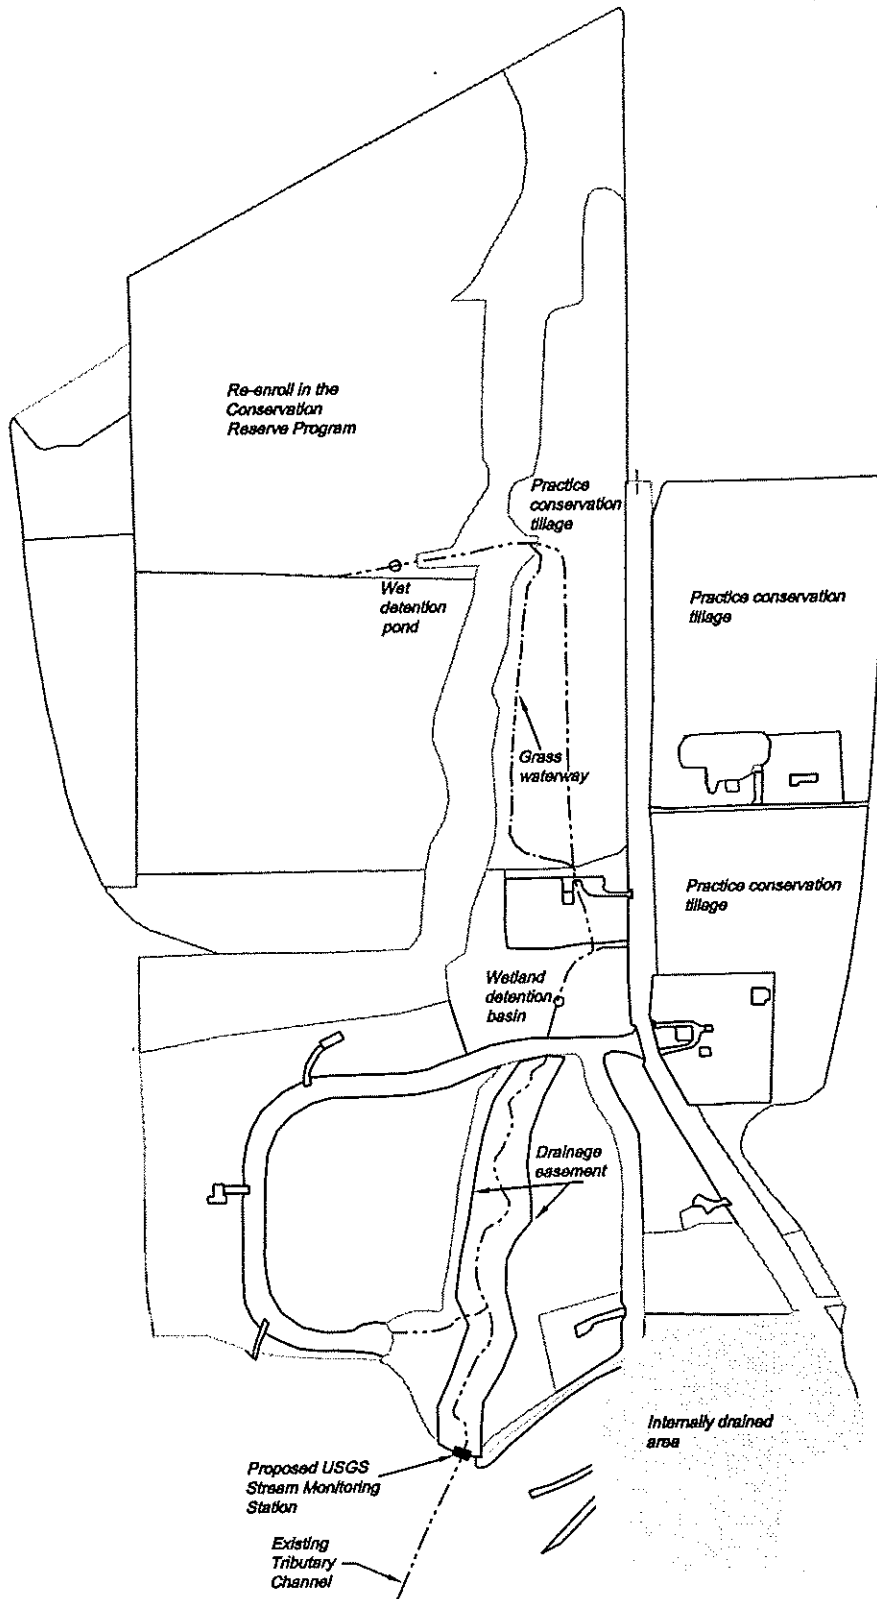 Re-enroll in the
Conservation
Reserve Program
Practice
conservation
tillage
Wet
detention
pond
Practice conservation
tillage
Grass
waterway
Practice conservation
tillage
Wetland
detention
basin
Drainage
easement
Internally drained
area
Proposed USGS
Stream Monitoring
Station
Existing
Tributary
Channel